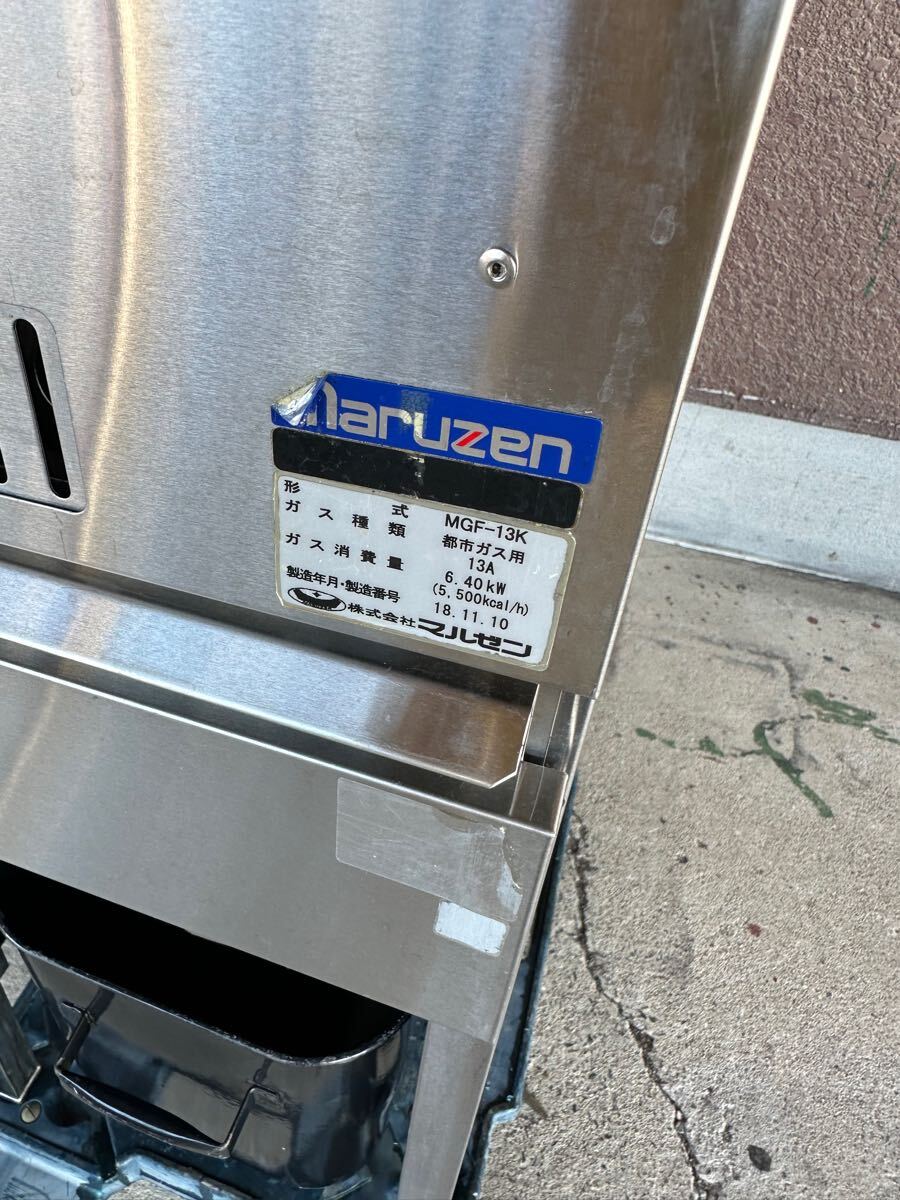 maruzen
形 式 MGF-13K
ガス種類 都市ガス用
13A
ガス消費量 6.40kW
(5,500kcal/h)
製造年月・製造番号 18.11.10
株式会社マルゼン